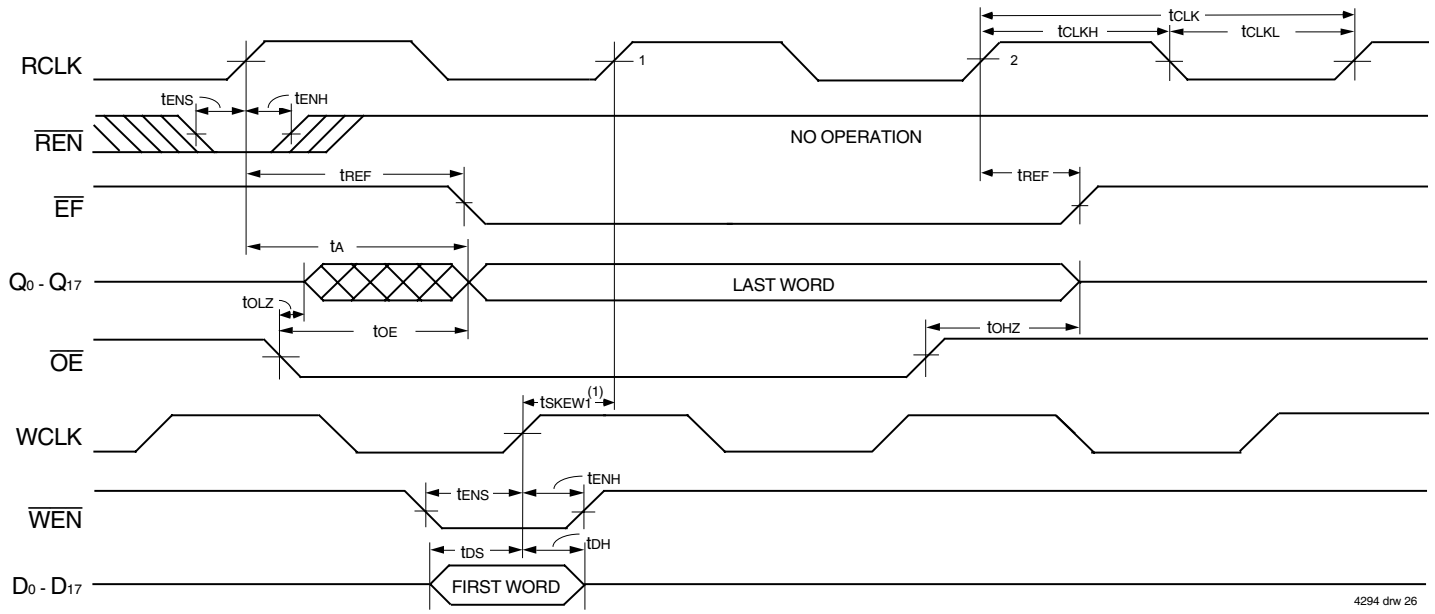 tCLK
tCLKH
tCLKL
RCLK
1
2
tENS
tENH
REN
NO OPERATION
tREF
tREF
EF
tA
Q0 - Q17
LAST WORD
tOLZ
tOE
tOHZ
OE
tSKEW1(1)
WCLK
tENS
tENH
WEN
tDS
tDH
D0 - D17
FIRST WORD
4294 drw 26